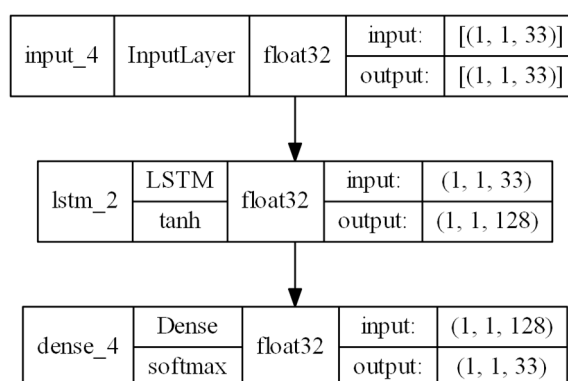 input_4 InputLayer float32 input: [(1, 1, 33)]
output: [(1, 1, 33)]
lstm_2 LSTM float32 input: (1, 1, 33)
tanh output: (1, 1, 128)
dense_4 Dense float32 input: (1, 1, 128)
softmax output: (1, 1, 33)